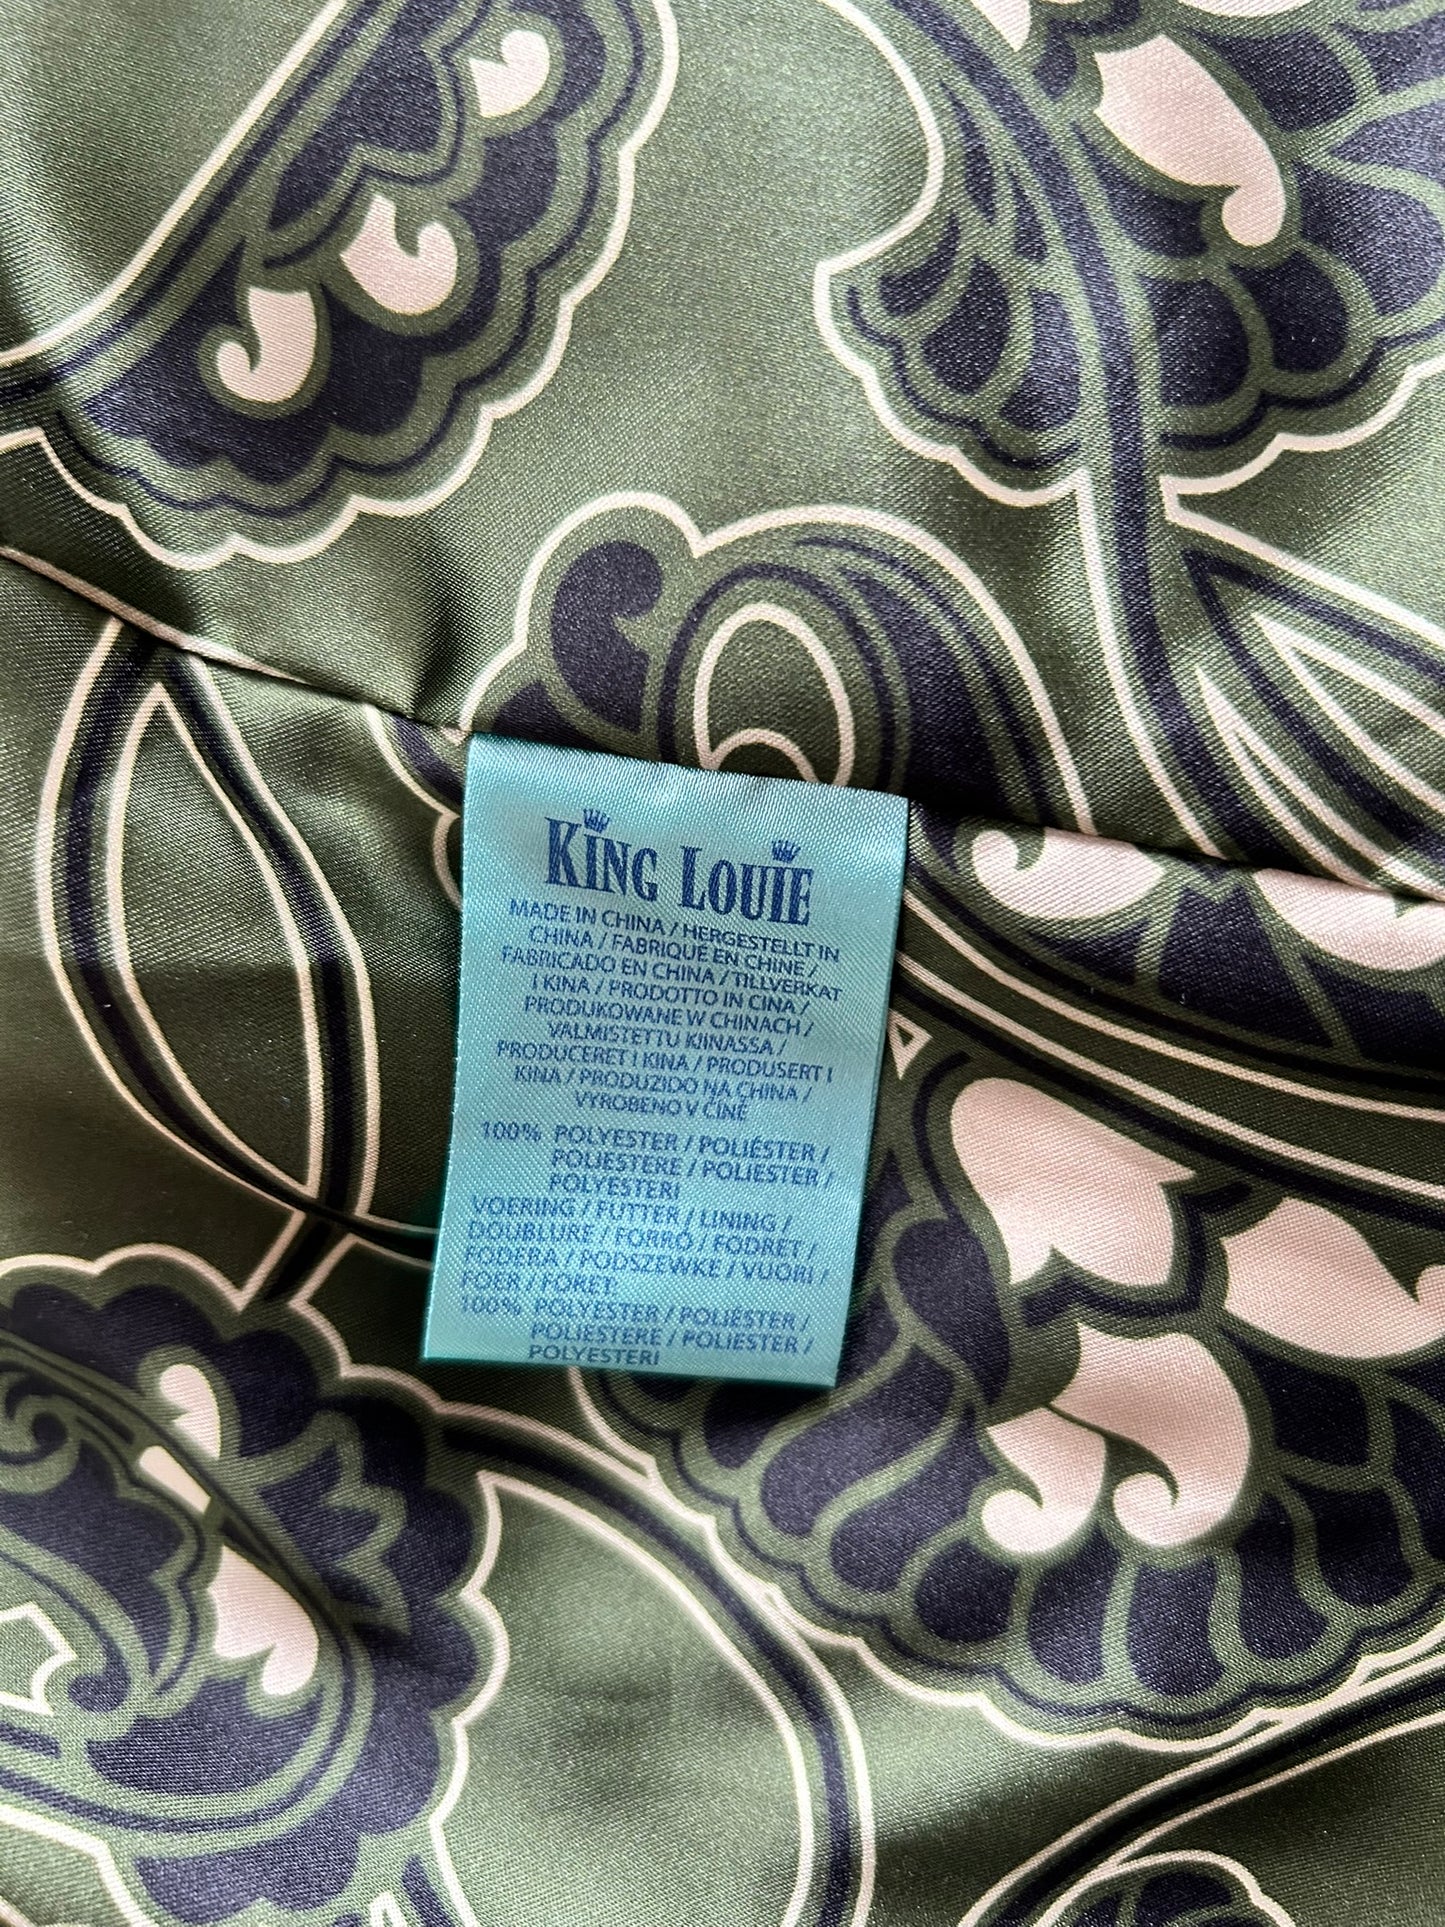 KING LOUIE
MADE IN CHINA / HERGESTELLT IN
CHINA / FABRIQUÉ EN CHINE /
FABRICADO EN CHINA / TILLVERKAT
I KINA / PRODOTTO IN CINA /
PRODUKOWANE W CHINACH /
VALMISTETTU KIINASSA /
PRODUCERET I KINA / PRODUSERT I
KINA / PRODUZIDO NA CHINA /
VYROBENO V ČÍNĚ
100% POLYESTER / POLIÉSTER /
POLIESTERE / POLIESTER /
POLYESTERI
VOERING / FUTTER / LINING /
DOUBLURE / FORRO / FODRET /
FODERA / PODSZEWKE / VUORI /
FOER / FORET:
100% POLYESTER / POLIÉSTER /
POLIESTERE / POLIESTER /
POLYESTERI